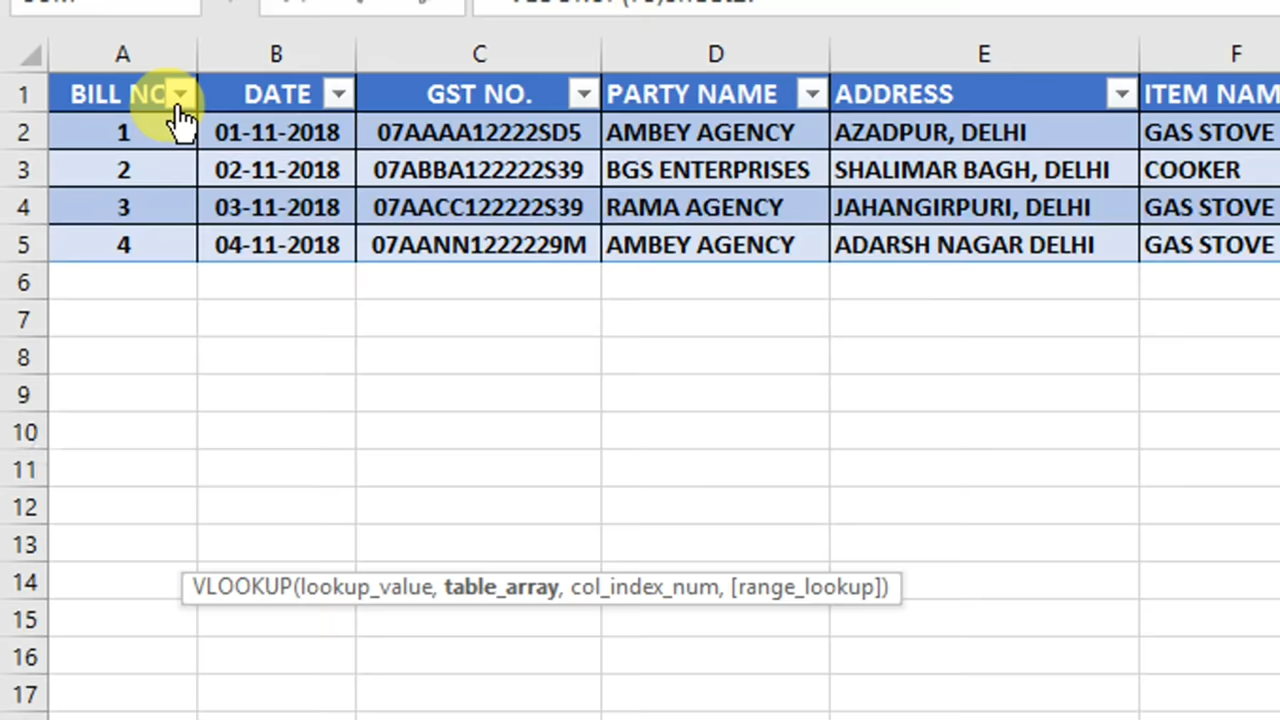 A B C D E F
1 BILL NO DATE GST NO. PARTY NAME ADDRESS ITEM NAM
2 1 01-11-2018 07AAAA12222SD5 AMBEY AGENCY AZADPUR, DELHI GAS STOVE
3 2 02-11-2018 07ABBA122222S39 BGS ENTERPRISES SHALIMAR BAGH, DELHI COOKER
4 3 03-11-2018 07AACC122222S39 RAMA AGENCY JAHANGIRPURI, DELHI GAS STOVE
5 4 04-11-2018 07AANN1222229M AMBEY AGENCY ADARSH NAGAR DELHI GAS STOVE
6
7
8
9
10
11
12
13
14
VLOOKUP(lookup_value, table_array, col_index_num, [range_lookup])
15
16
17